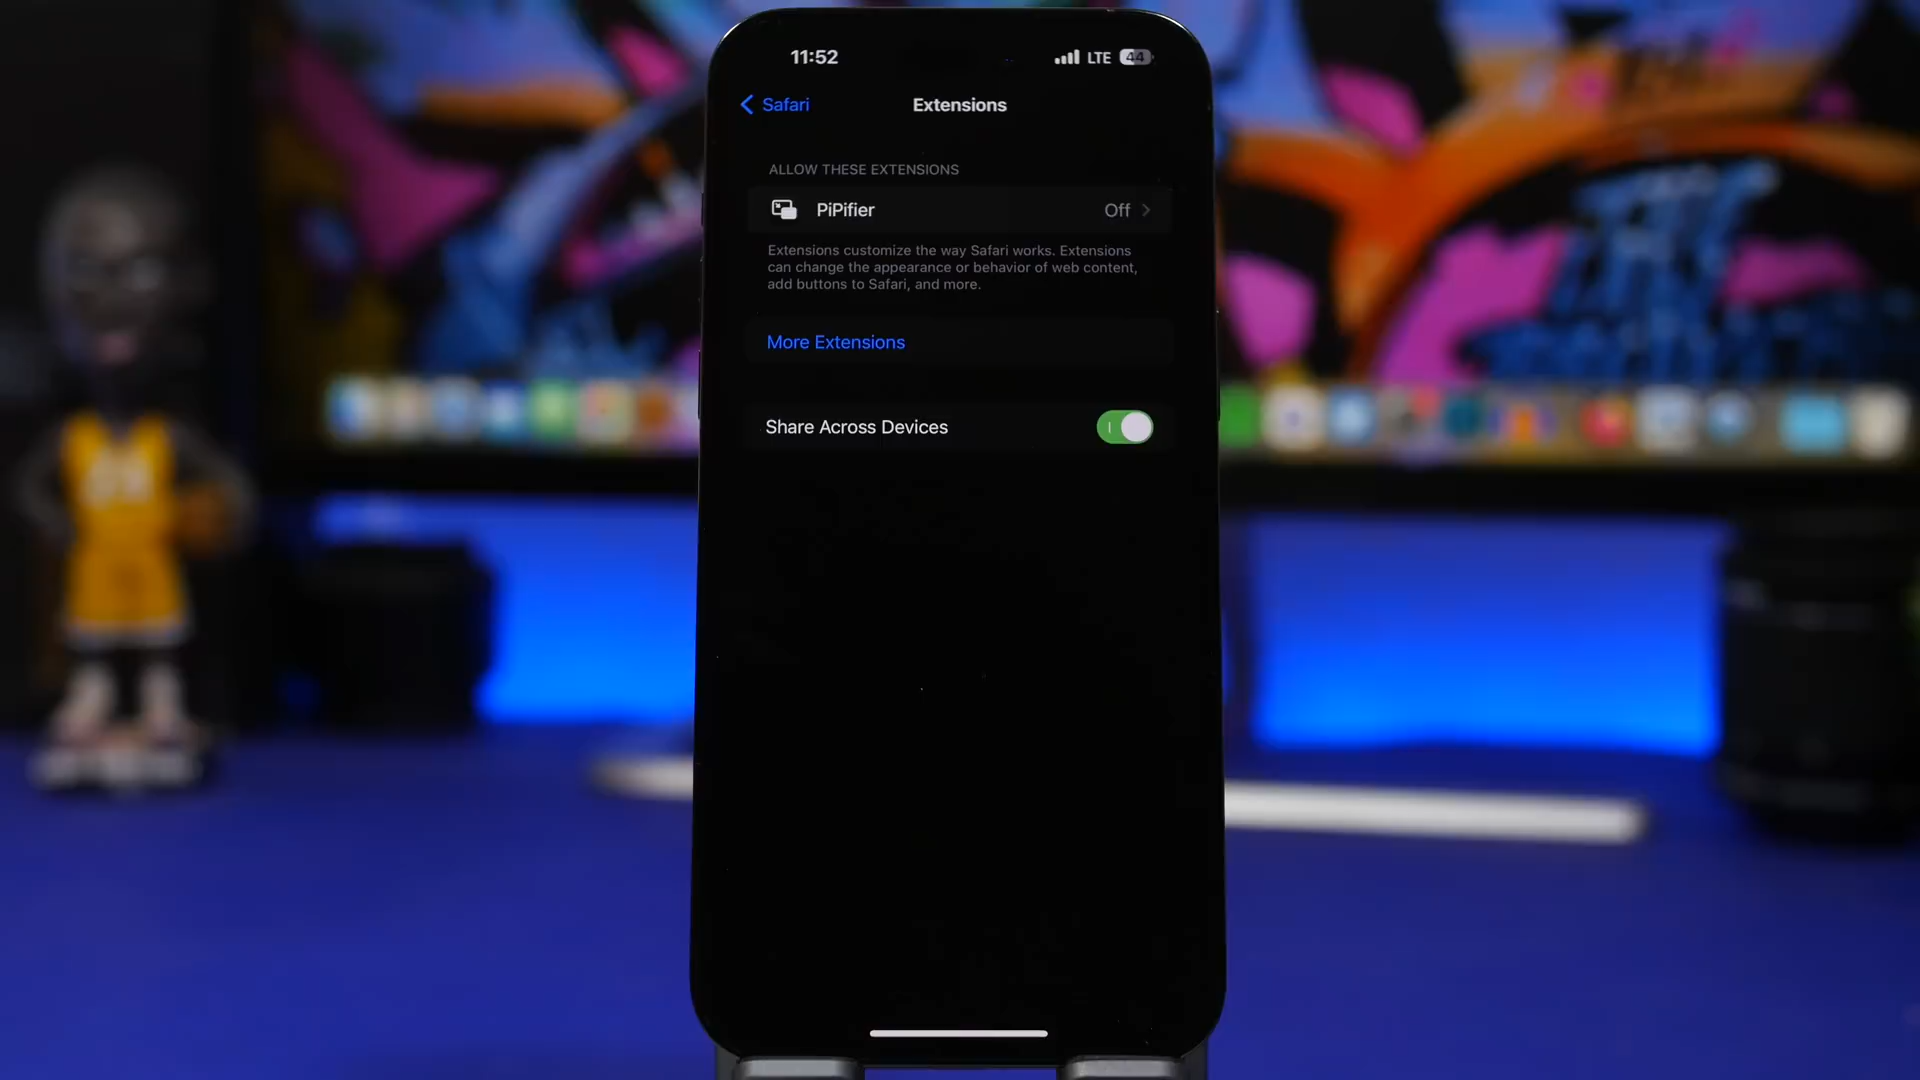 11:52
LTE 44
Safari
Extensions
ALLOW THESE EXTENSIONS
PiPifier
Off
Extensions customize the way Safari works. Extensions
can change the appearance or behavior of web content,
add buttons to Safari, and more.
More Extensions
Share Across Devices